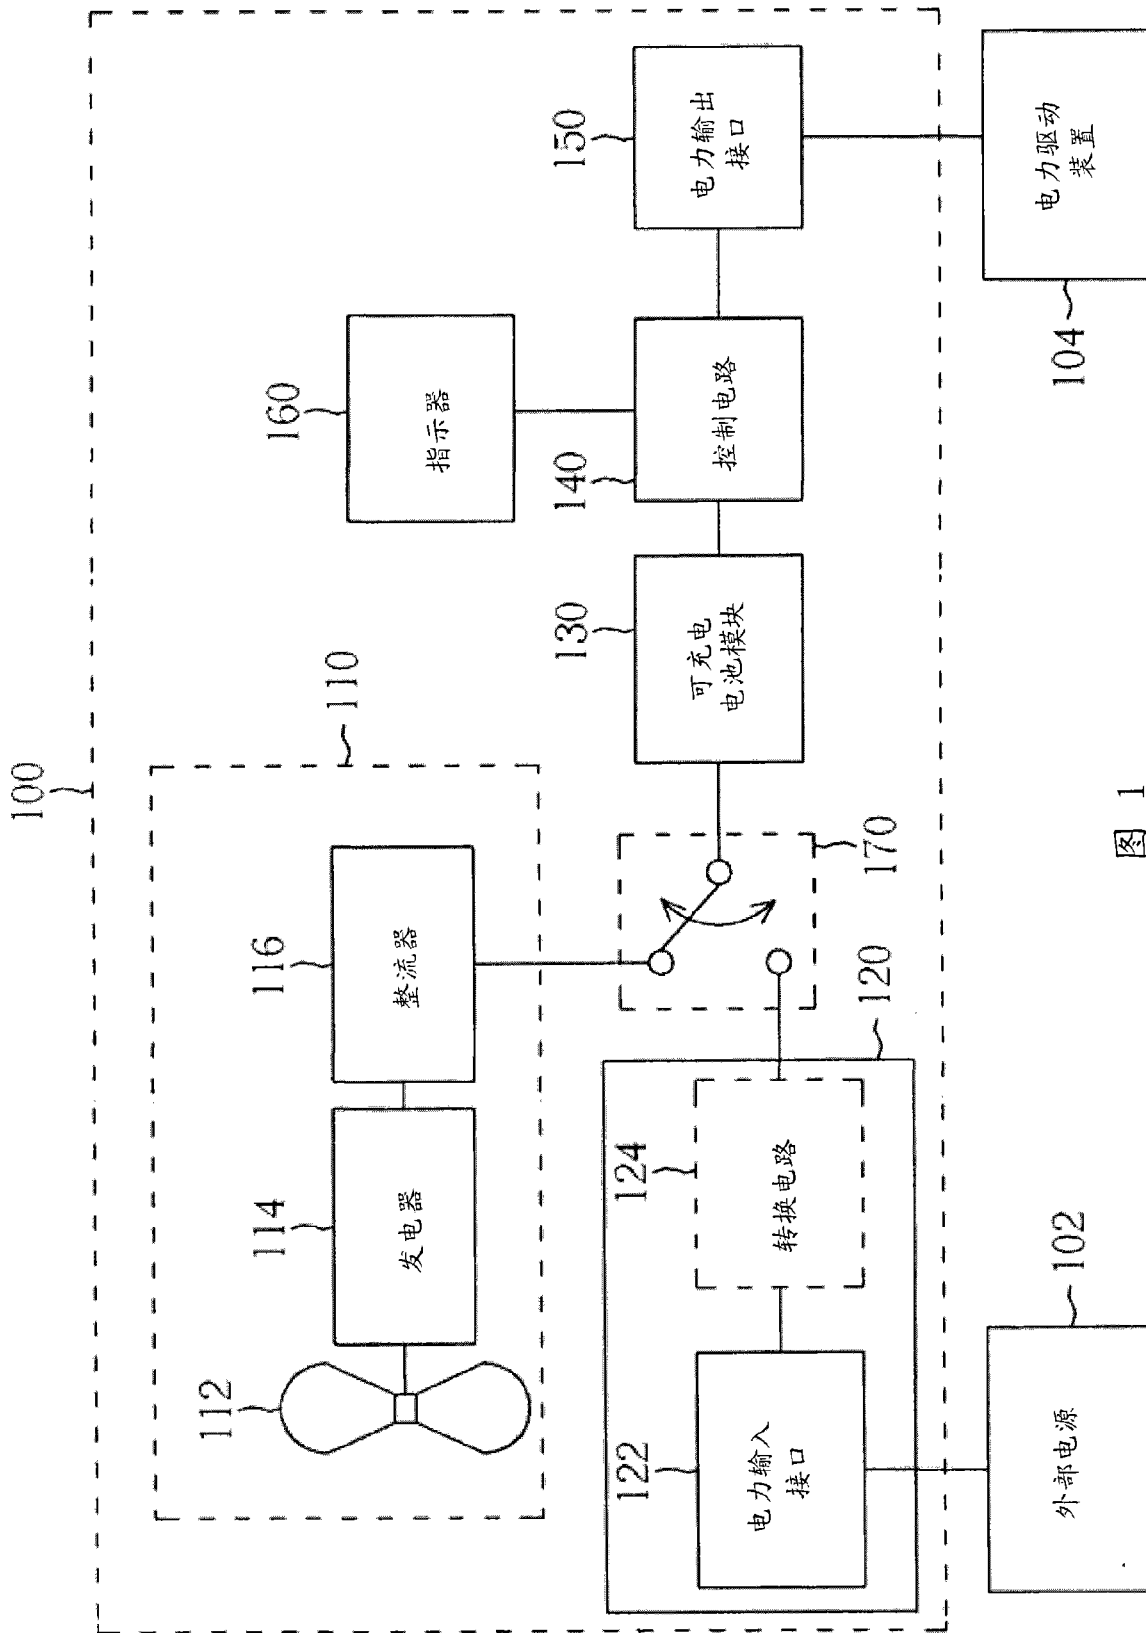 100
110
112
114
发电器
116
整流器
160
指示器
170
130
可充电
电池模块
140
控制电路
150
电力输出
接口
120
122
电力输入
接口
124
转换电路
102
外部电源
104
电力驱动
装置
图 1